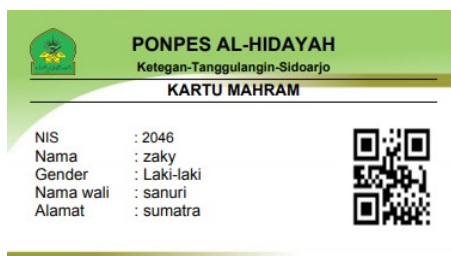 PONPES AL-HIDAYAH
Ketegan-Tanggulangin-Sidoarjo
KARTU MAHRAM
NIS : 2046
Nama : zaky
Gender : Laki-laki
Nama wali : sanuri
Alamat : sumatra